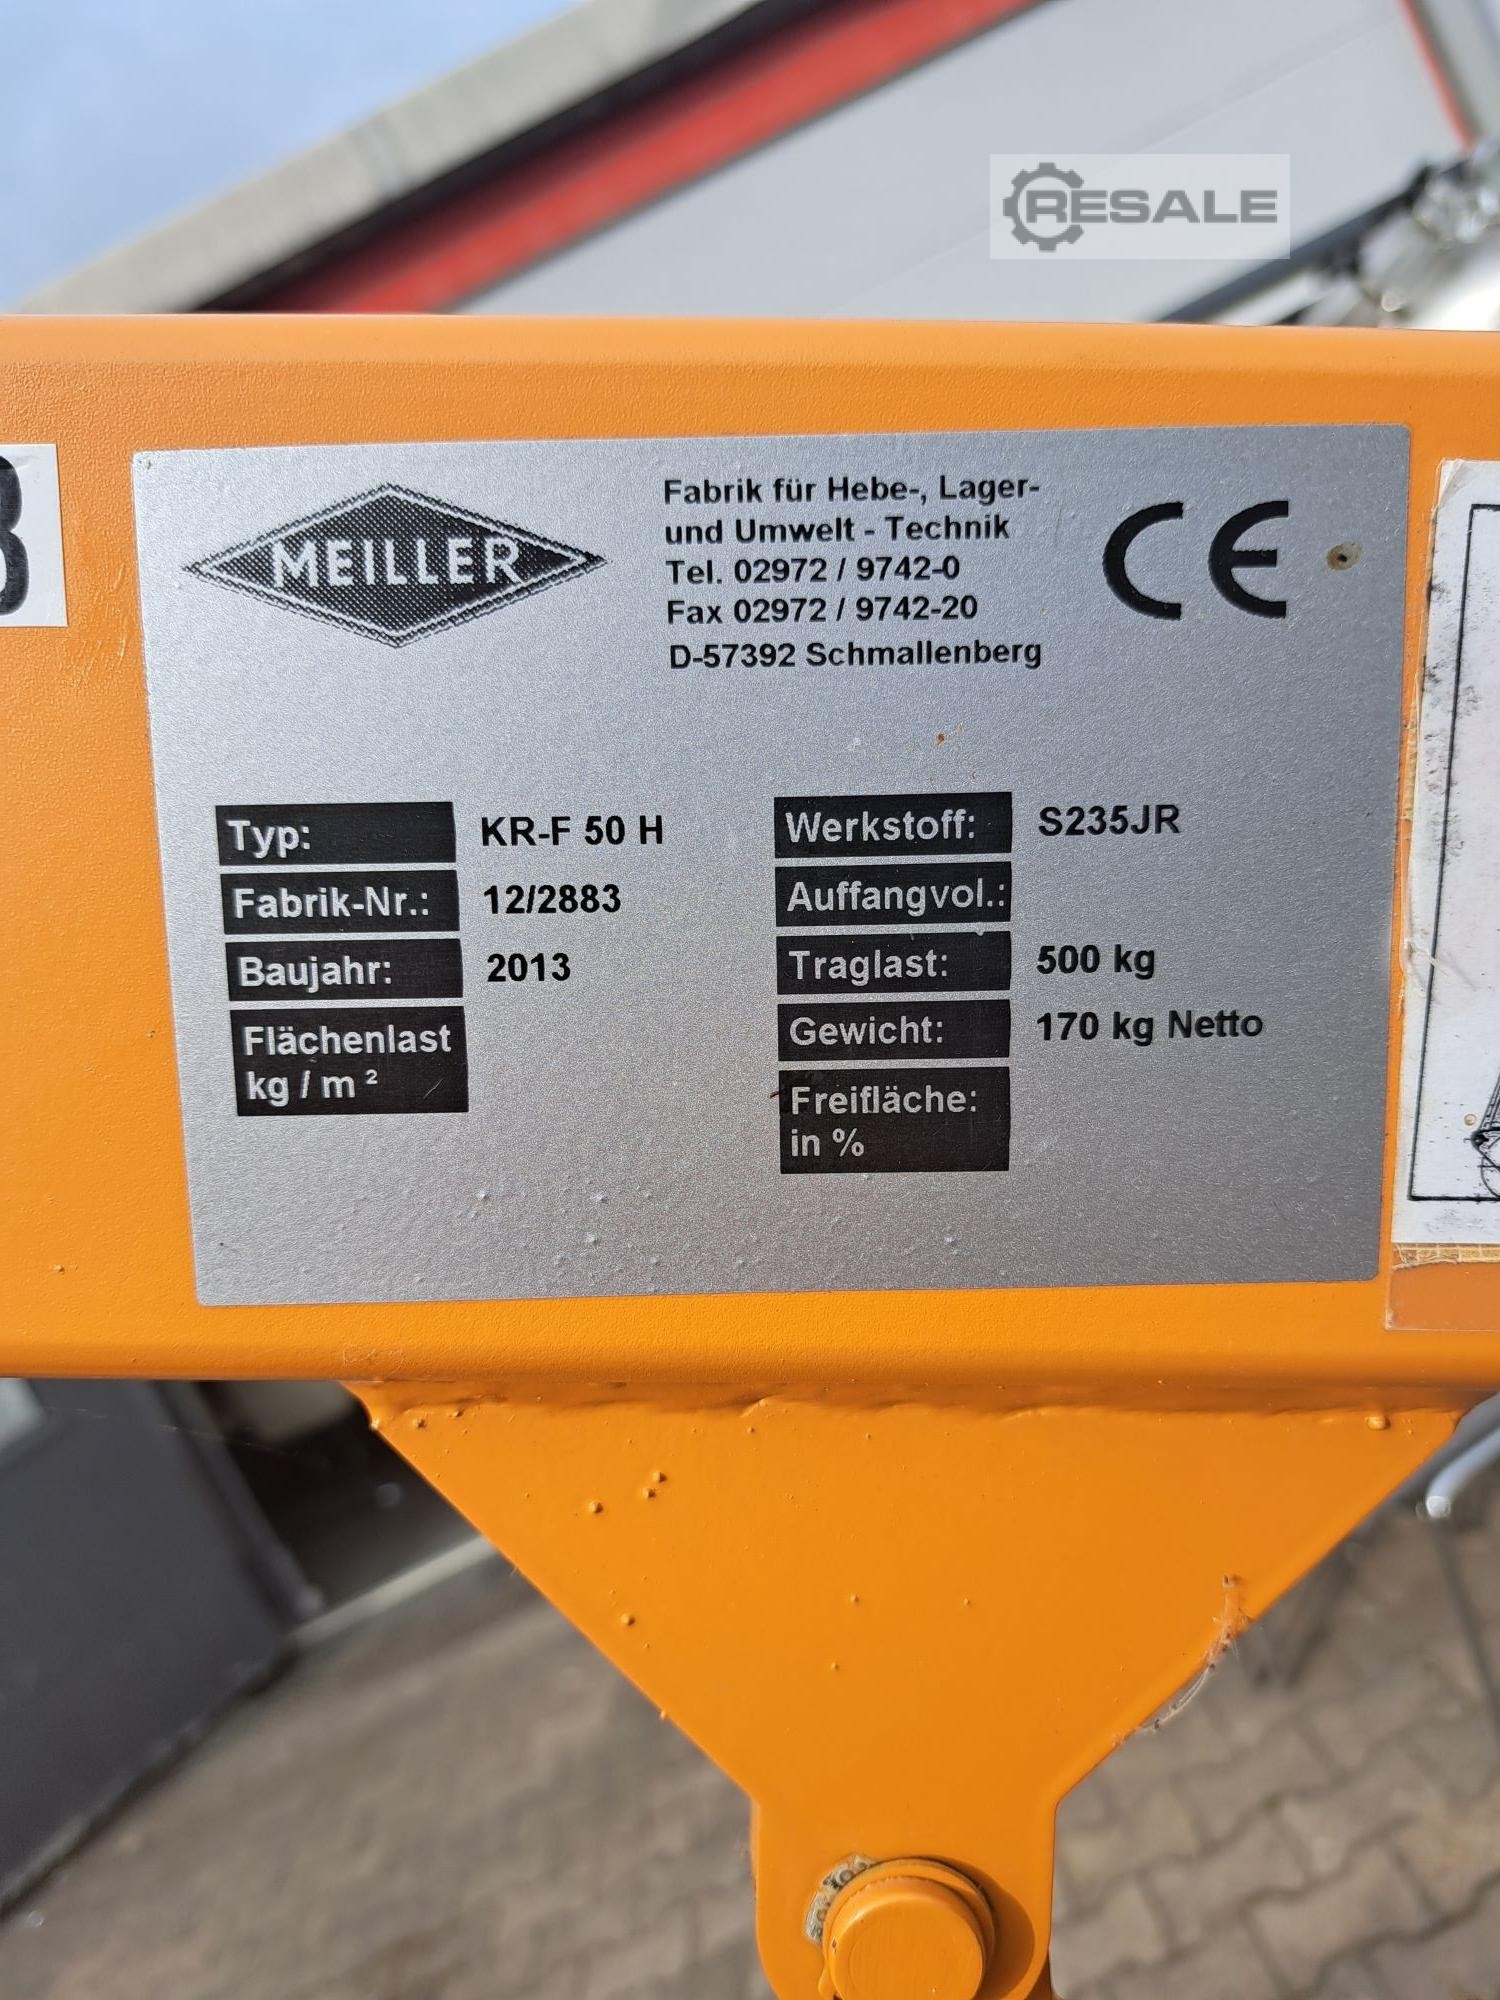 RESALE
8
MEILLER
Fabrik für Hebe-, Lager-
und Umwelt - Technik
Tel. 02972 / 9742-0
Fax 02972 / 9742-20
D-57392 Schmallenberg
CE
Typ: KR-F 50 H
Fabrik-Nr.: 12/2883
Baujahr: 2013
Flächenlast
kg / m ²
Werkstoff: S235JR
Auffangvol.:
Traglast: 500 kg
Gewicht: 170 kg Netto
Freifläche:
in %